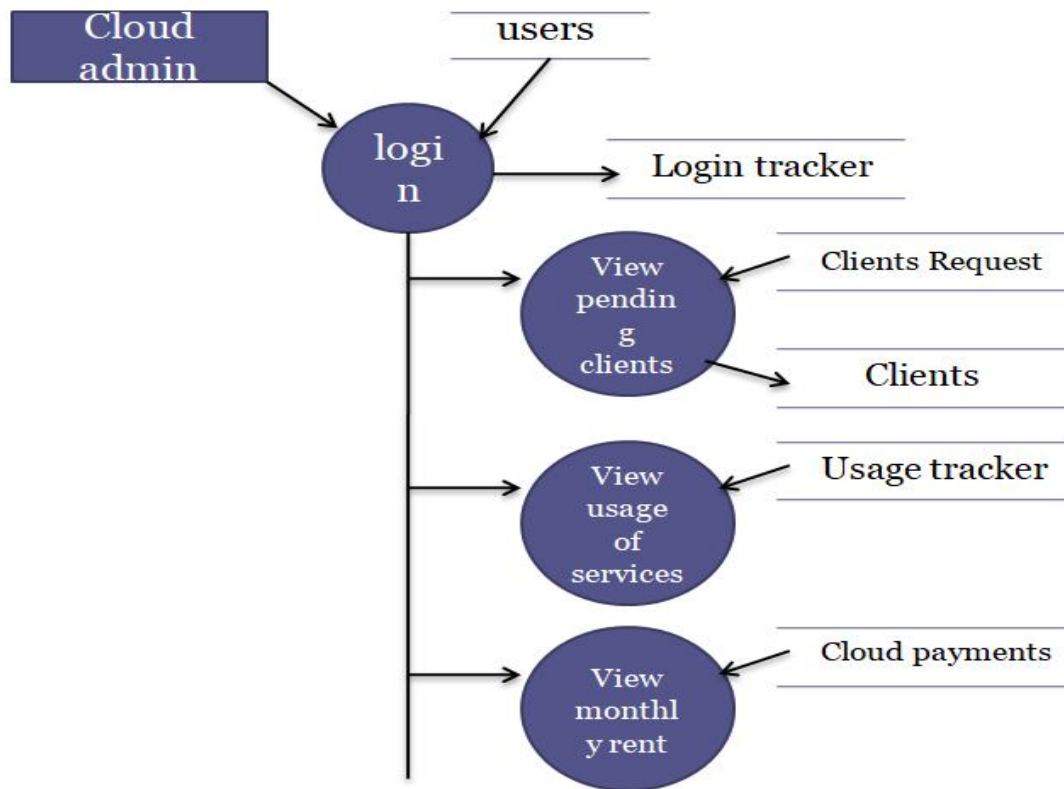 Cloud
admin
users
logi
n
Login tracker
View
pendin
g
clients
Clients Request
Clients
View
usage
of
services
Usage tracker
View
monthl
y rent
Cloud payments